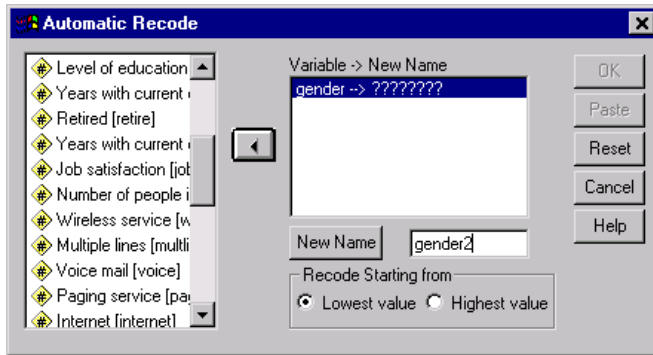 Automatic Recode
Level of education
Years with current
Retired [retire]
Years with current
Job satisfaction [jol
Number of people i
Wireless service [w
Multiple lines [multli
Voice mail [voice]
Paging service [pa
Internet [internet]
Variable -> New Name
gender --> ????????
New Name
gender2
Recode Starting from
Lowest value
Highest value
OK
Paste
Reset
Cancel
Help